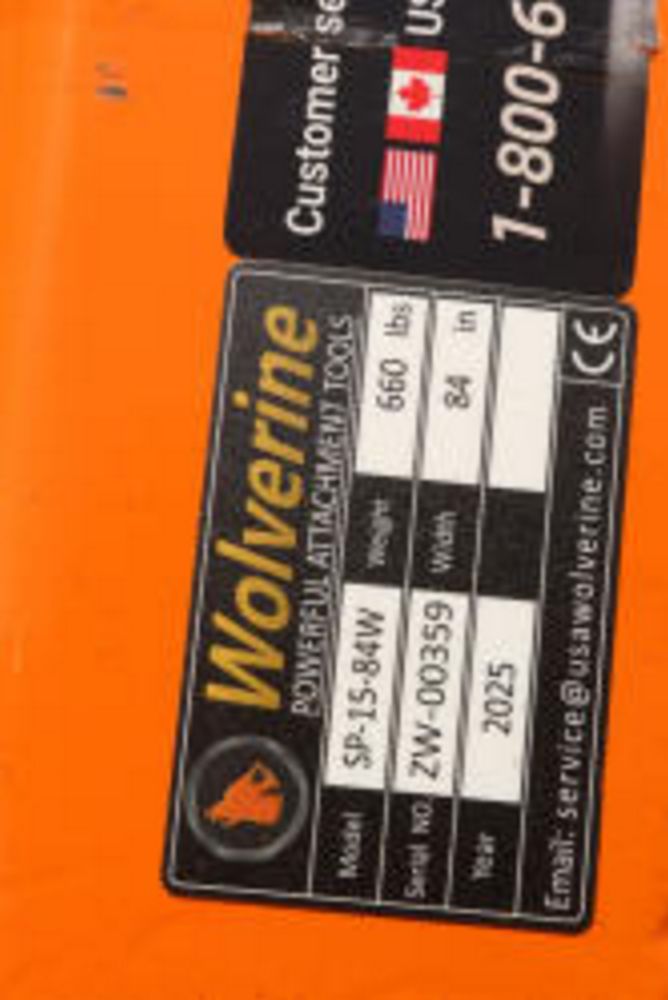 Customer se
US
1-800-6
Wolverine
POWERFUL ATTACHMENT TOOLS
Model SP-15-84W Weight 660 lbs
Serial NO. ZW-00359 Width 84 in
Year 2025
Email: service@usawolverine.com CE